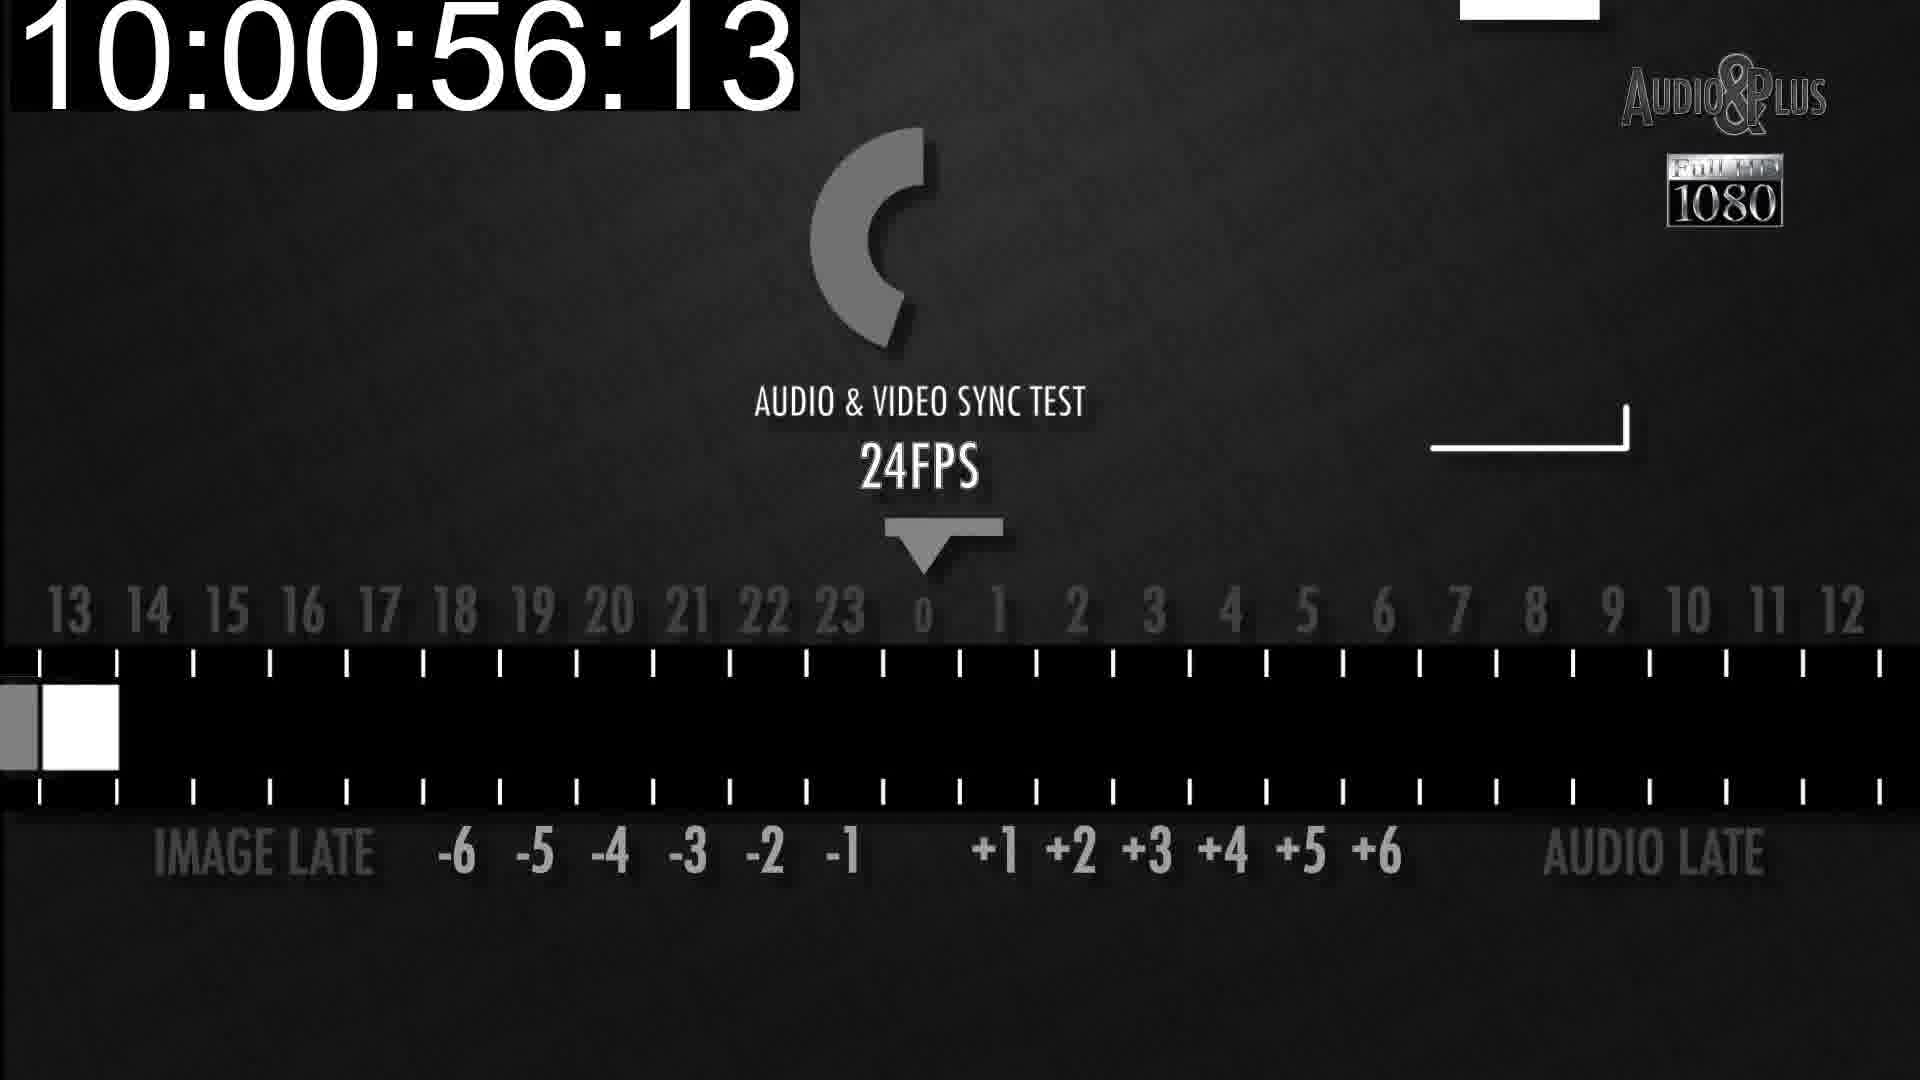 10:00:56:13
AUDIO & PLUS
Full HD
1080
AUDIO & VIDEO SYNC TEST
24FPS
13 14 15 16 17 18 19 20 21 22 23 0 1 2 3 4 5 6 7 8 9 10 11 12
IMAGE LATE -6 -5 -4 -3 -2 -1 +1 +2 +3 +4 +5 +6 AUDIO LATE